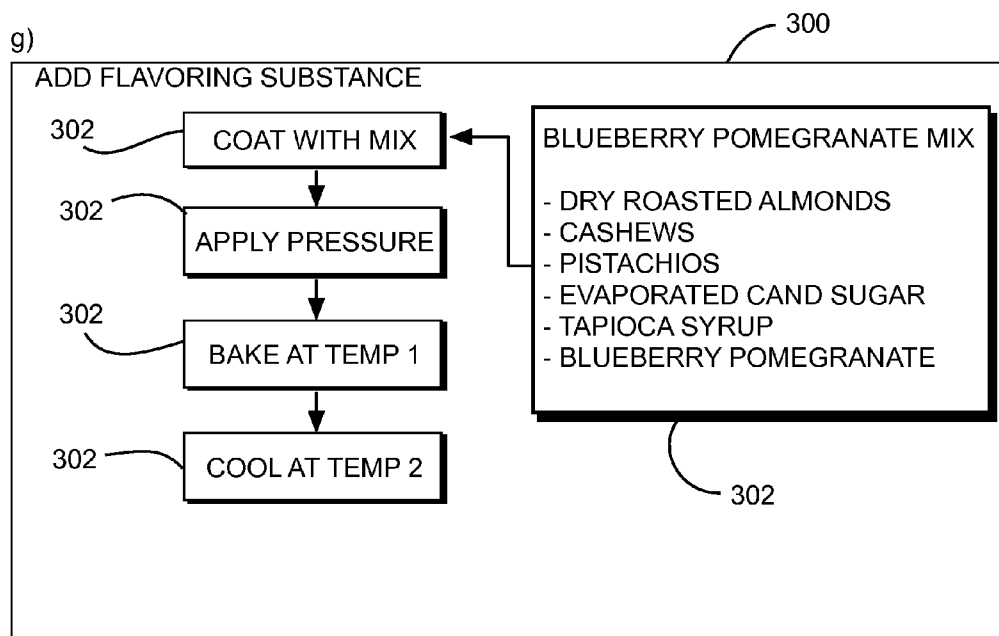 g)
300
ADD FLAVORING SUBSTANCE
302
COAT WITH MIX
302
APPLY PRESSURE
302
BAKE AT TEMP 1
302
COOL AT TEMP 2
BLUEBERRY POMEGRANATE MIX
- DRY ROASTED ALMONDS
- CASHEWS
- PISTACHIOS
- EVAPORATED CAND SUGAR
- TAPIOCA SYRUP
- BLUEBERRY POMEGRANATE
302